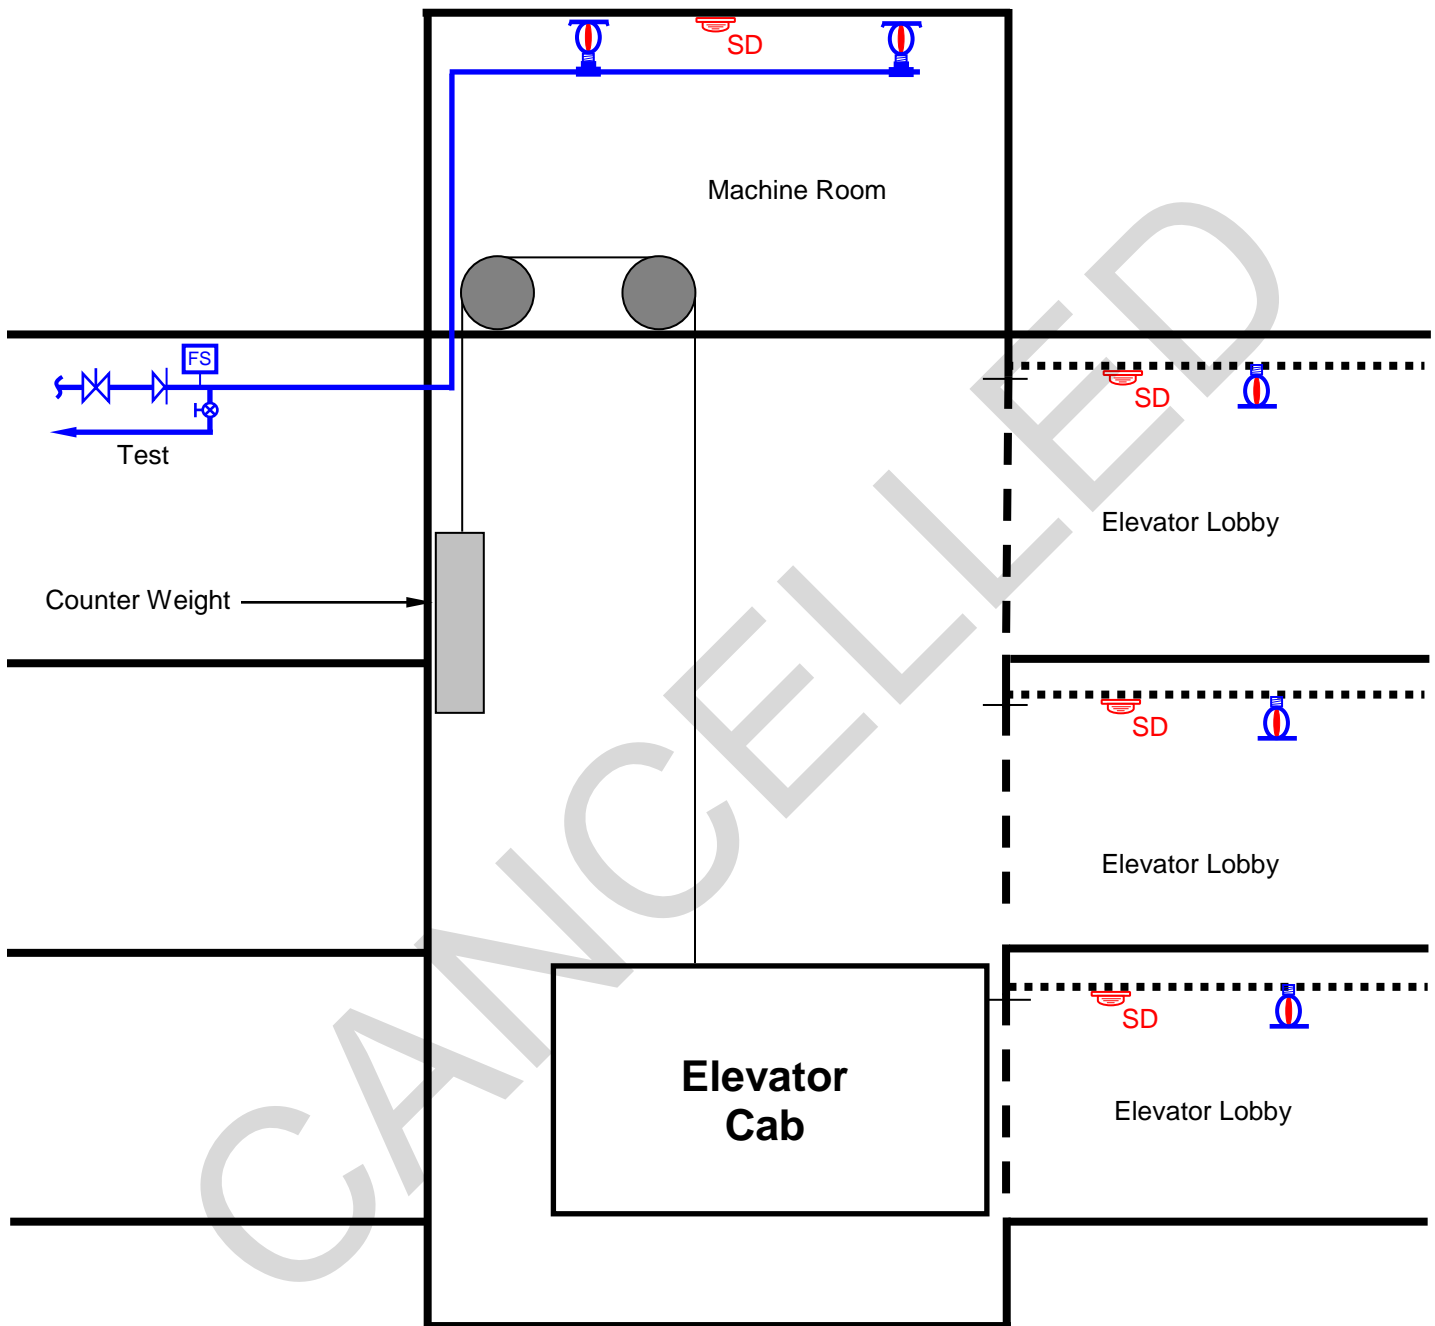 SD
Machine Room
FS
SD
Test
Elevator Lobby
Counter Weight
SD
Elevator Lobby
SD
Elevator
Cab
Elevator Lobby
CANCELLED